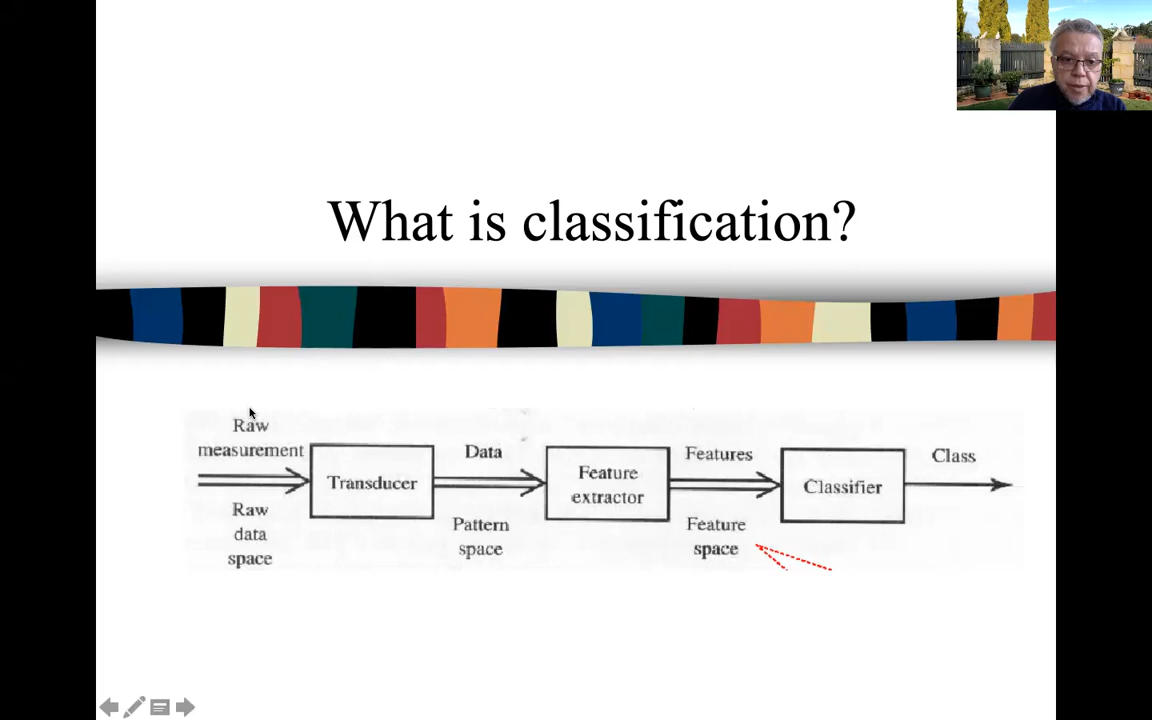 What is classification?
Raw
measurement
Raw
data
space
Transducer
Data
Pattern
space
Feature
extractor
Features
Feature
space
Classifier
Class